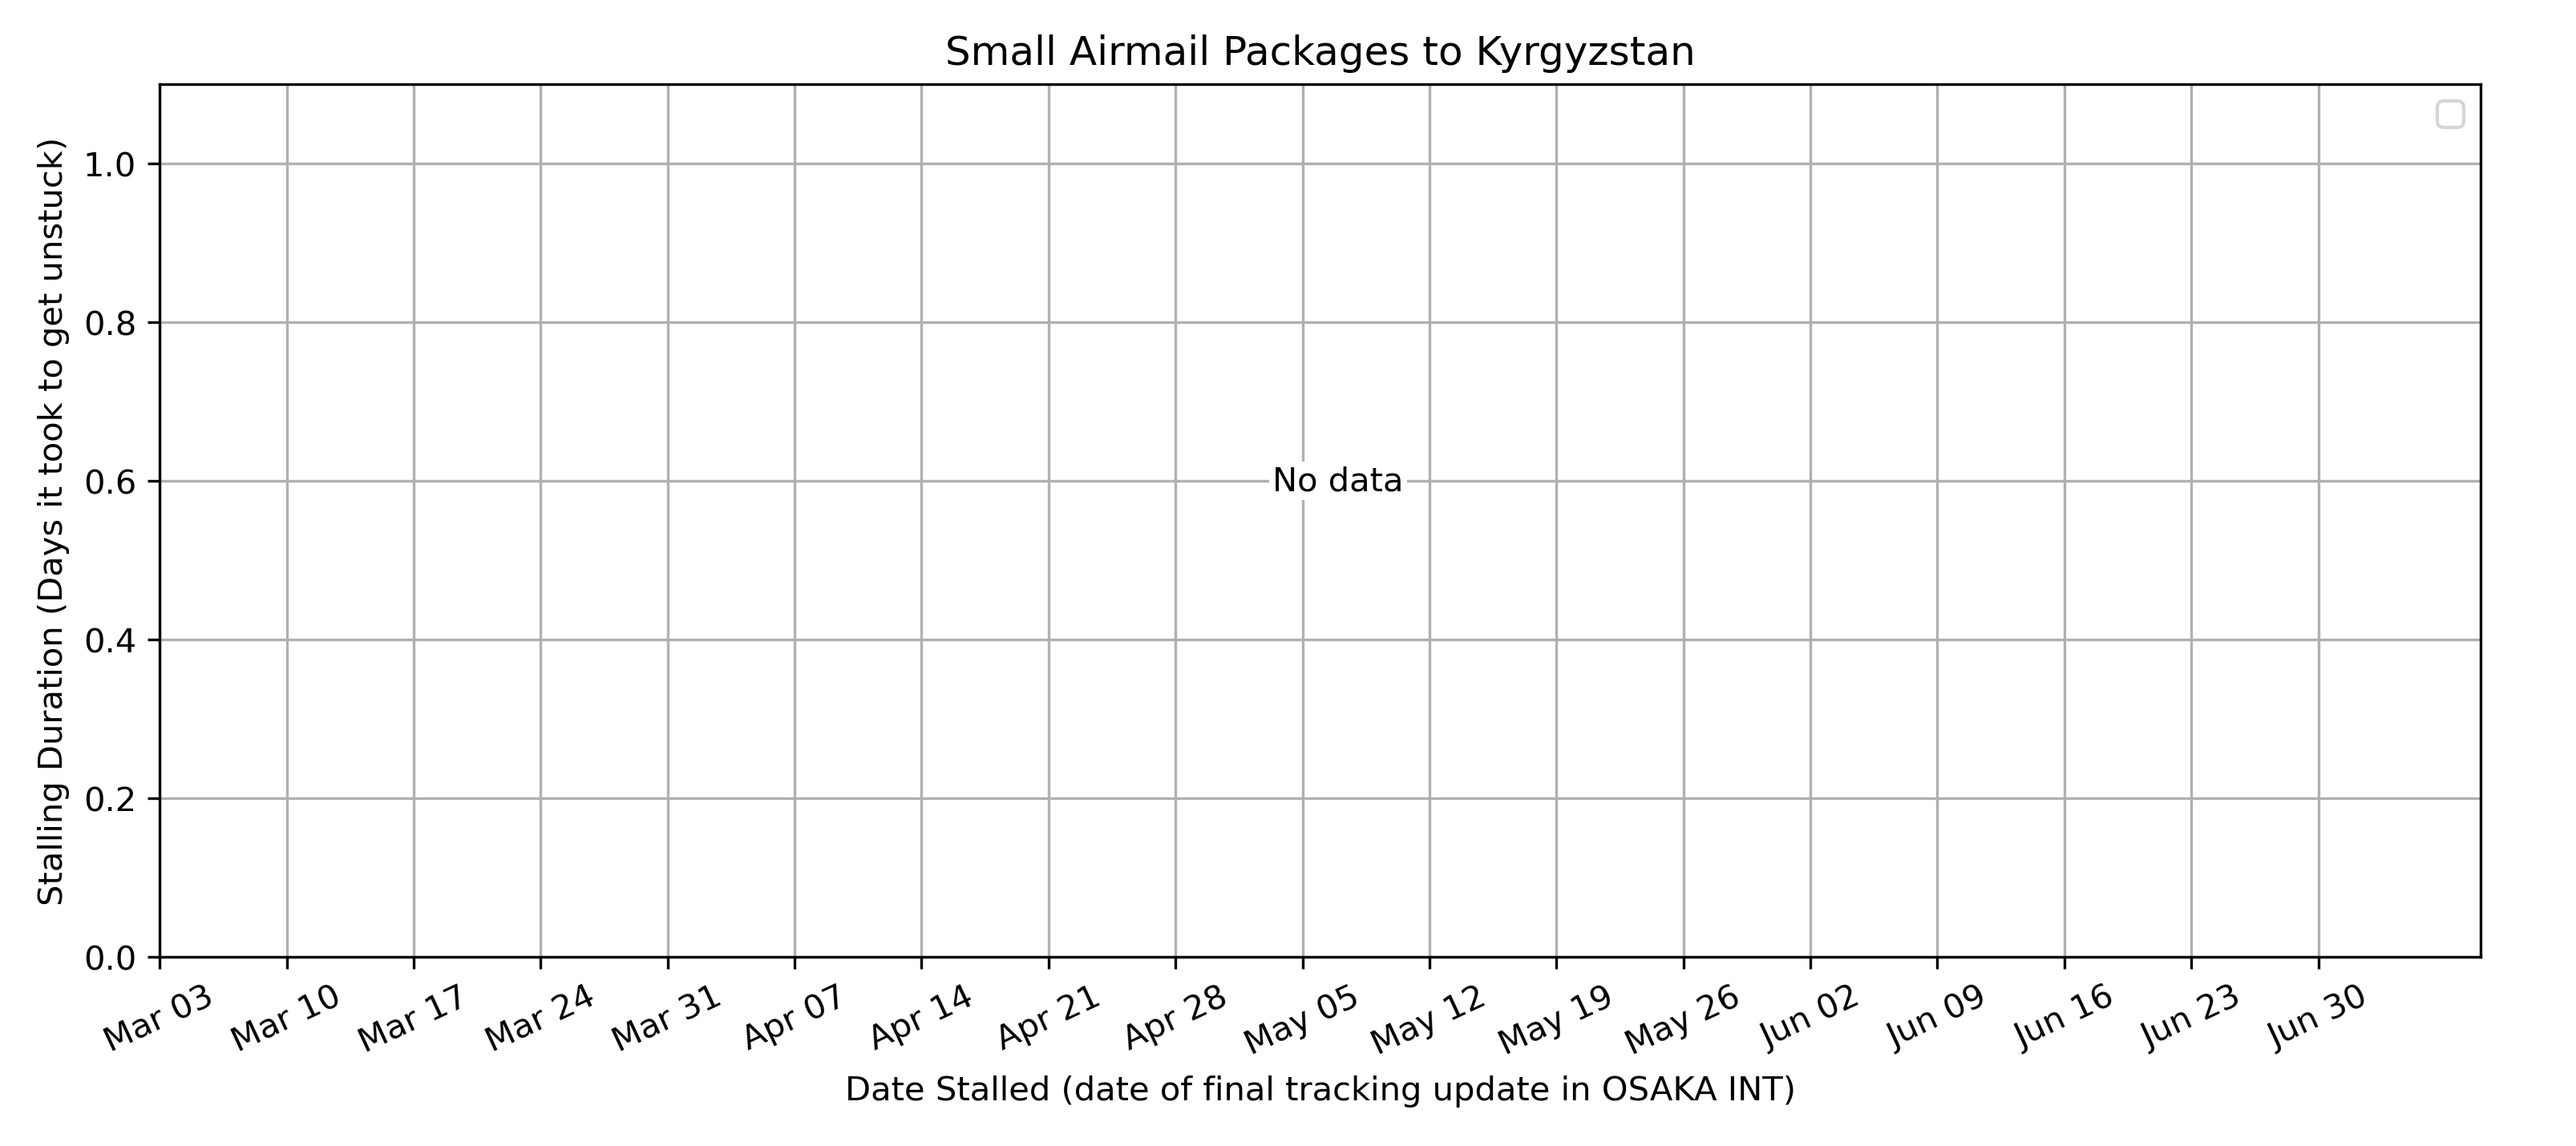 Small Airmail Packages to Kyrgyzstan
Stalling Duration (Days it took to get unstuck)
1.0
0.8
0.6
0.4
0.2
0.0
No data
Mar 03
Mar 10
Mar 17
Mar 24
Mar 31
Apr 07
Apr 14
Apr 21
Apr 28
May 05
May 12
May 19
May 26
Jun 02
Jun 09
Jun 16
Jun 23
Jun 30
Date Stalled (date of final tracking update in OSAKA INT)